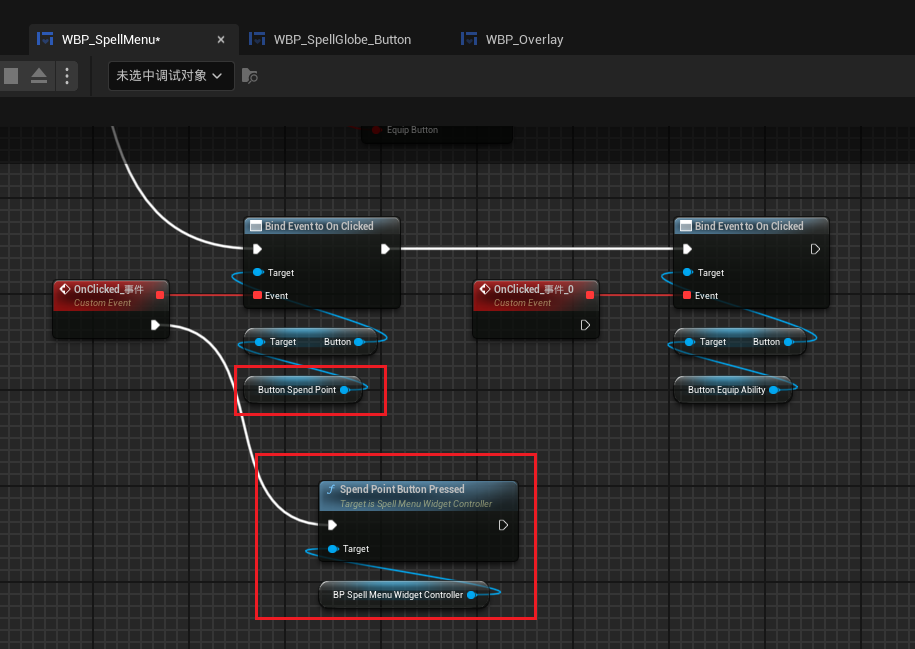 WBP_SpellMenu*
WBP_SpellGlobe_Button
WBP_Overlay
未选中调试对象
Equip Button
Bind Event to On Clicked
Target
Event
OnClicked_事件
Custom Event
Target Button
Button Spend Point
Spend Point Button Pressed
Target is Spell Menu Widget Controller
Target
BP Spell Menu Widget Controller
Bind Event to On Clicked
Target
Event
OnClicked_事件_0
Custom Event
Target Button
Button Equip Ability